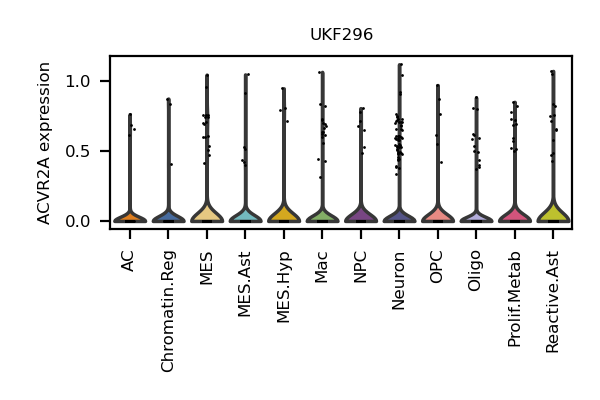 UKF296
ACVR2A expression
1.0
0.5
0.0
AC
Chromatin.Reg
MES
MES.Ast
MES.Hyp
Mac
NPC
Neuron
OPC
Oligo
Prolif.Metab
Reactive.Ast